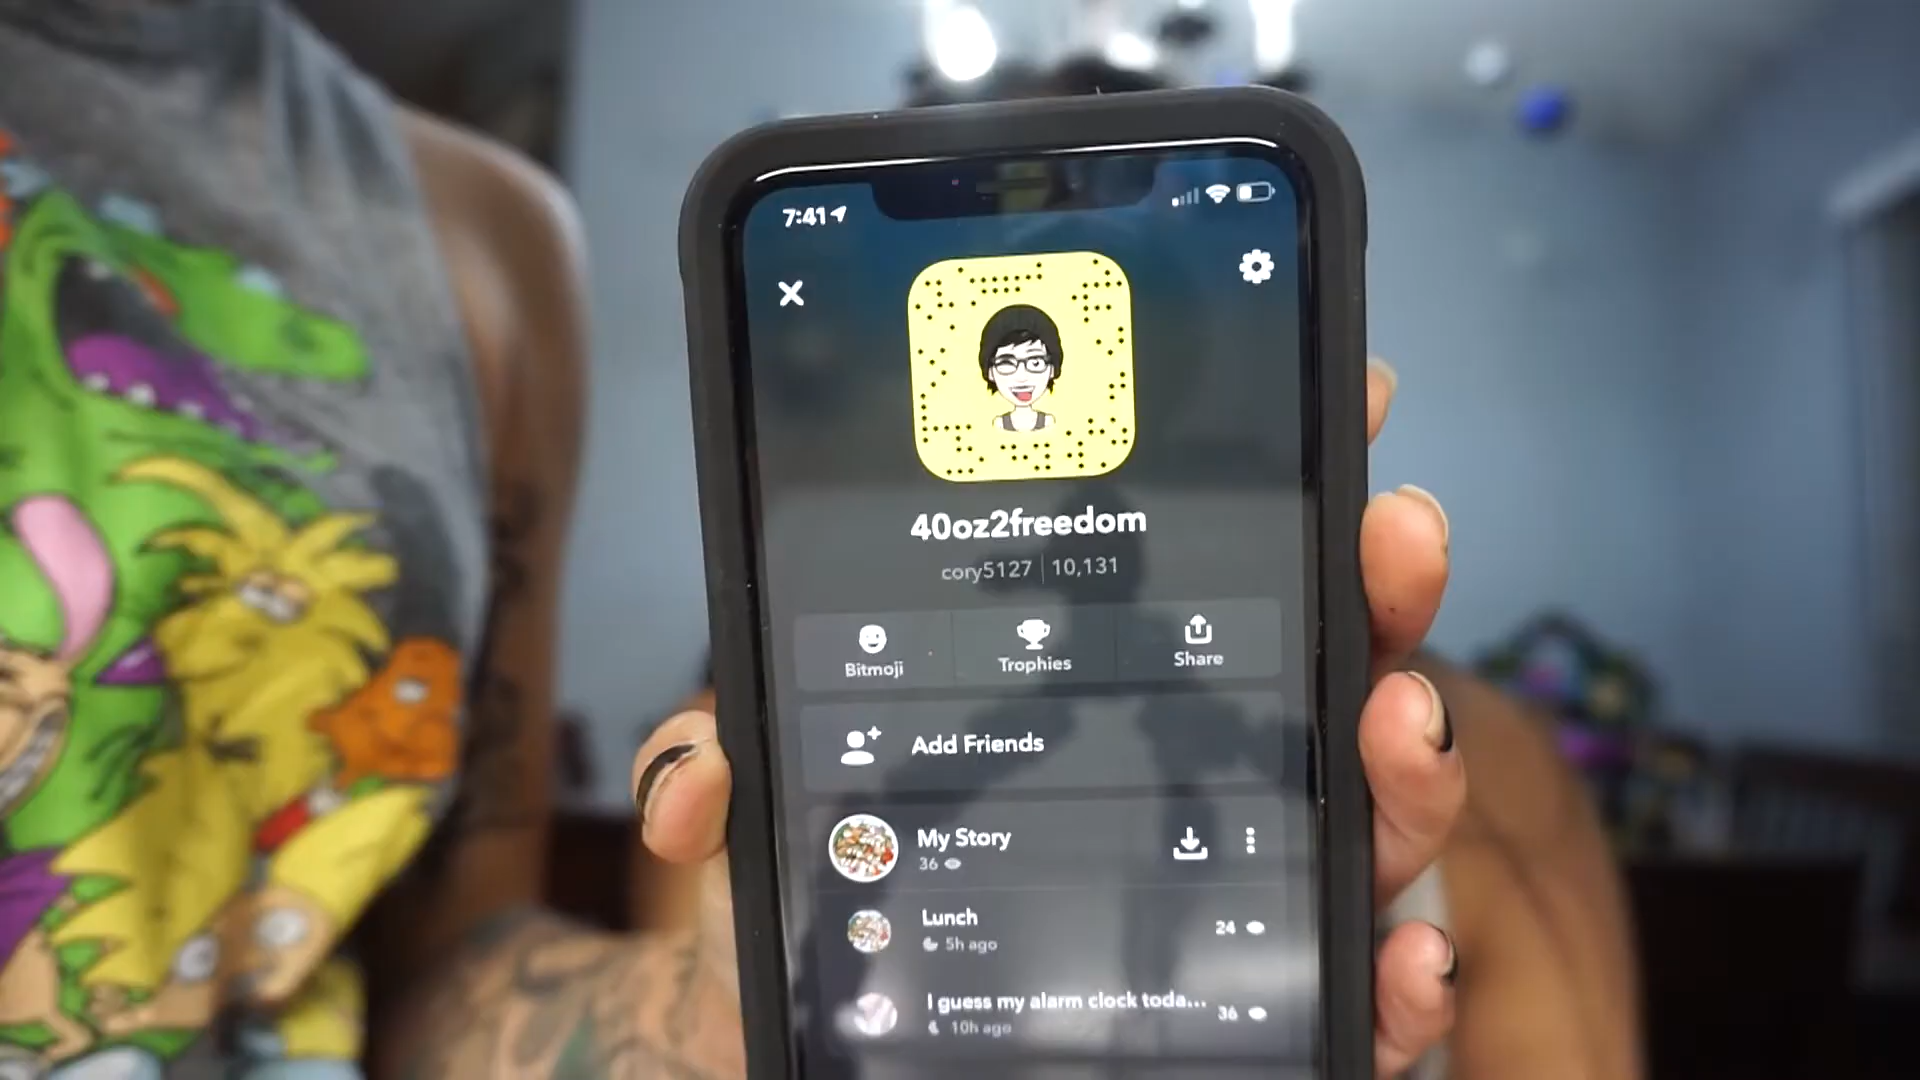 7:41
40oz2freedom
cory5127 | 10,131
Bitmoji
Trophies
Share
Add Friends
My Story
36
Lunch
24
5h ago
I guess my alarm clock toda...
36
10h ago